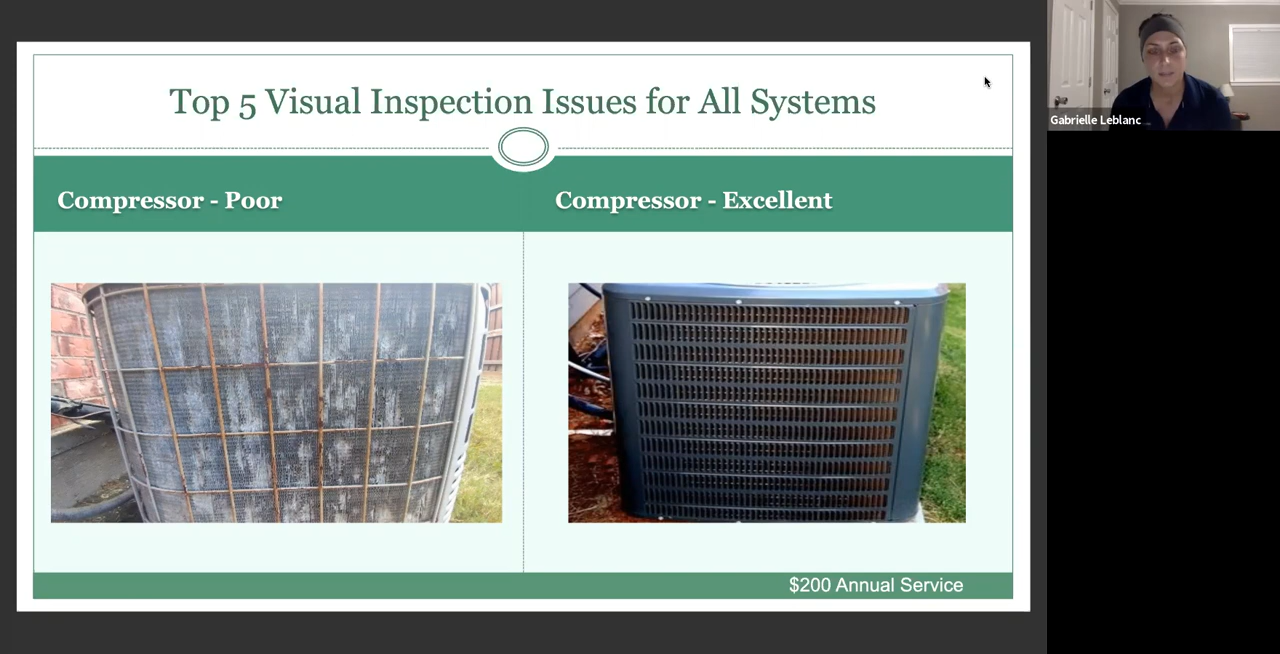 Top 5 Visual Inspection Issues for All Systems
Compressor - Poor
Compressor - Excellent
$200 Annual Service
Gabrielle Leblanc